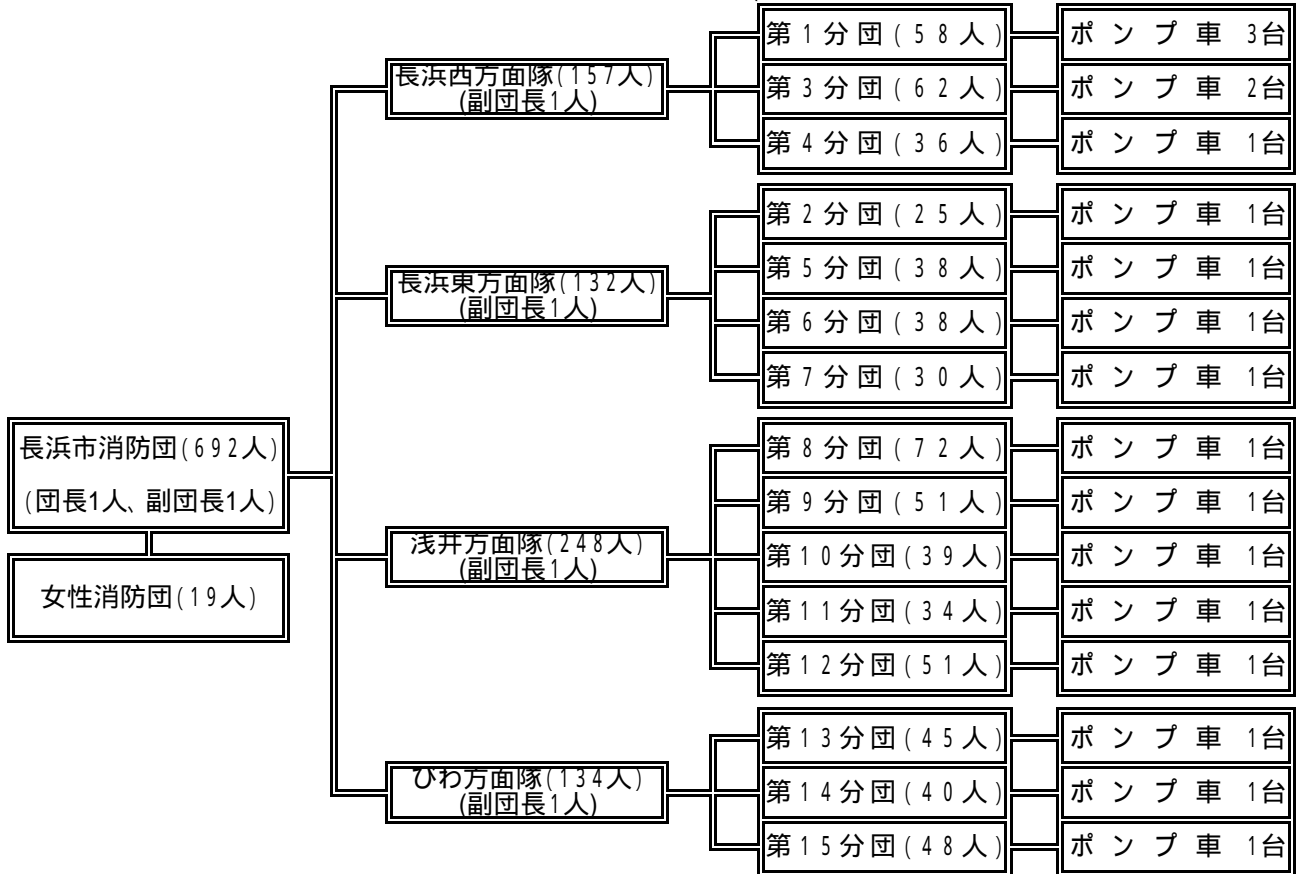 長浜市消防団(692人)
(団長1人、副団長1人)
女性消防団(19人)
長浜西方面隊(157人)
(副団長1人)
第1分団(58人)
ポンプ車 3台
第3分団(62人)
ポンプ車 2台
第4分団(36人)
ポンプ車 1台
長浜東方面隊(132人)
(副団長1人)
第2分団(25人)
ポンプ車 1台
第5分団(38人)
ポンプ車 1台
第6分団(38人)
ポンプ車 1台
第7分団(30人)
ポンプ車 1台
浅井方面隊(248人)
(副団長1人)
第8分団(72人)
ポンプ車 1台
第9分団(51人)
ポンプ車 1台
第10分団(39人)
ポンプ車 1台
第11分団(34人)
ポンプ車 1台
第12分団(51人)
ポンプ車 1台
びわ方面隊(134人)
(副団長1人)
第13分団(45人)
ポンプ車 1台
第14分団(40人)
ポンプ車 1台
第15分団(48人)
ポンプ車 1台